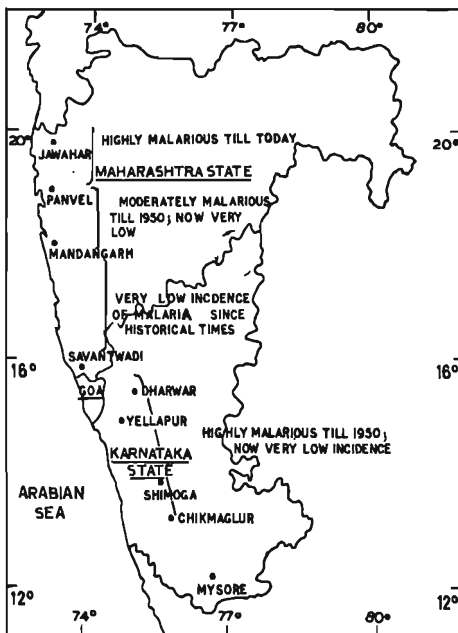 74° 77° 80°
20° 20°
JAWAHAR
HIGHLY MALARIOUS TILL TODAY
MAHARASHTRA STATE
PANVEL
MODERATELY MALARIOUS
TILL 1950; NOW VERY
LOW
MANDANGARH
VERY LOW INCDENCE
OF MALARIA SINCE
HISTORICAL TIMES
SAVANTWADI
16° 16°
GOA
DHARWAR
YELLAPUR
HIGHLY MALARIOUS TILL 1950;
NOW VERY LOW INCIDENCE
KARNATAKA
STATE
SHIMOGA
ARABIAN
SEA
CHIKMAGLUR
MYSORE
12° 12°
74° 77° 80°